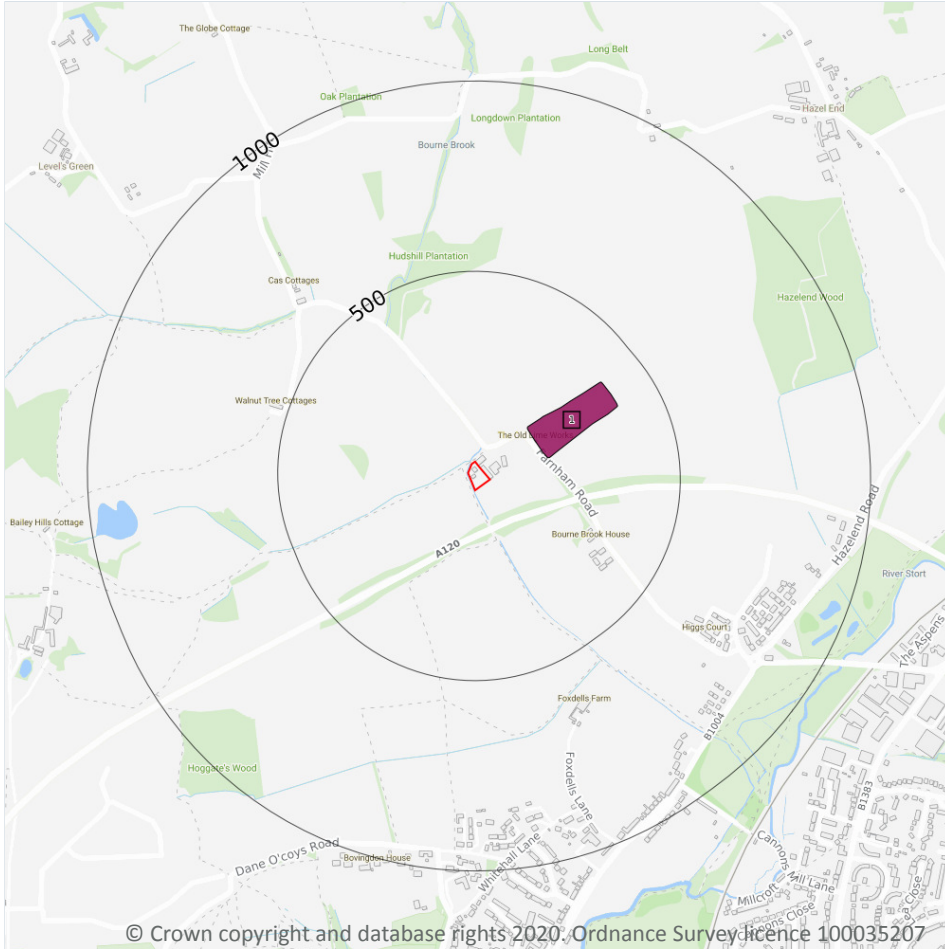 The Globe Cottage
Long Belt
Oak Plantation
Hazel End
Longdown Plantation
1000
Bourne Brook
Level's Green
Hudshill Plantation
Cas Cottages
Hazelend Wood
500
Walnut Tree Cottages
1
The Old Lime Works
Farnham Road
Bailey Hills Cottage
A120
Bourne Brook House
Hazelend Road
River Stort
Higgs Court
The Aspens
Foxdells Farm
B1004
Hoggate's Wood
Foxdells Lane
B1383
Dane O'coys Road
Bovingdon House
Whitehall Lane
Cannons Mill Lane
Millcroft
© Crown copyright and database rights 2020. Ordnance Survey licence 100035207